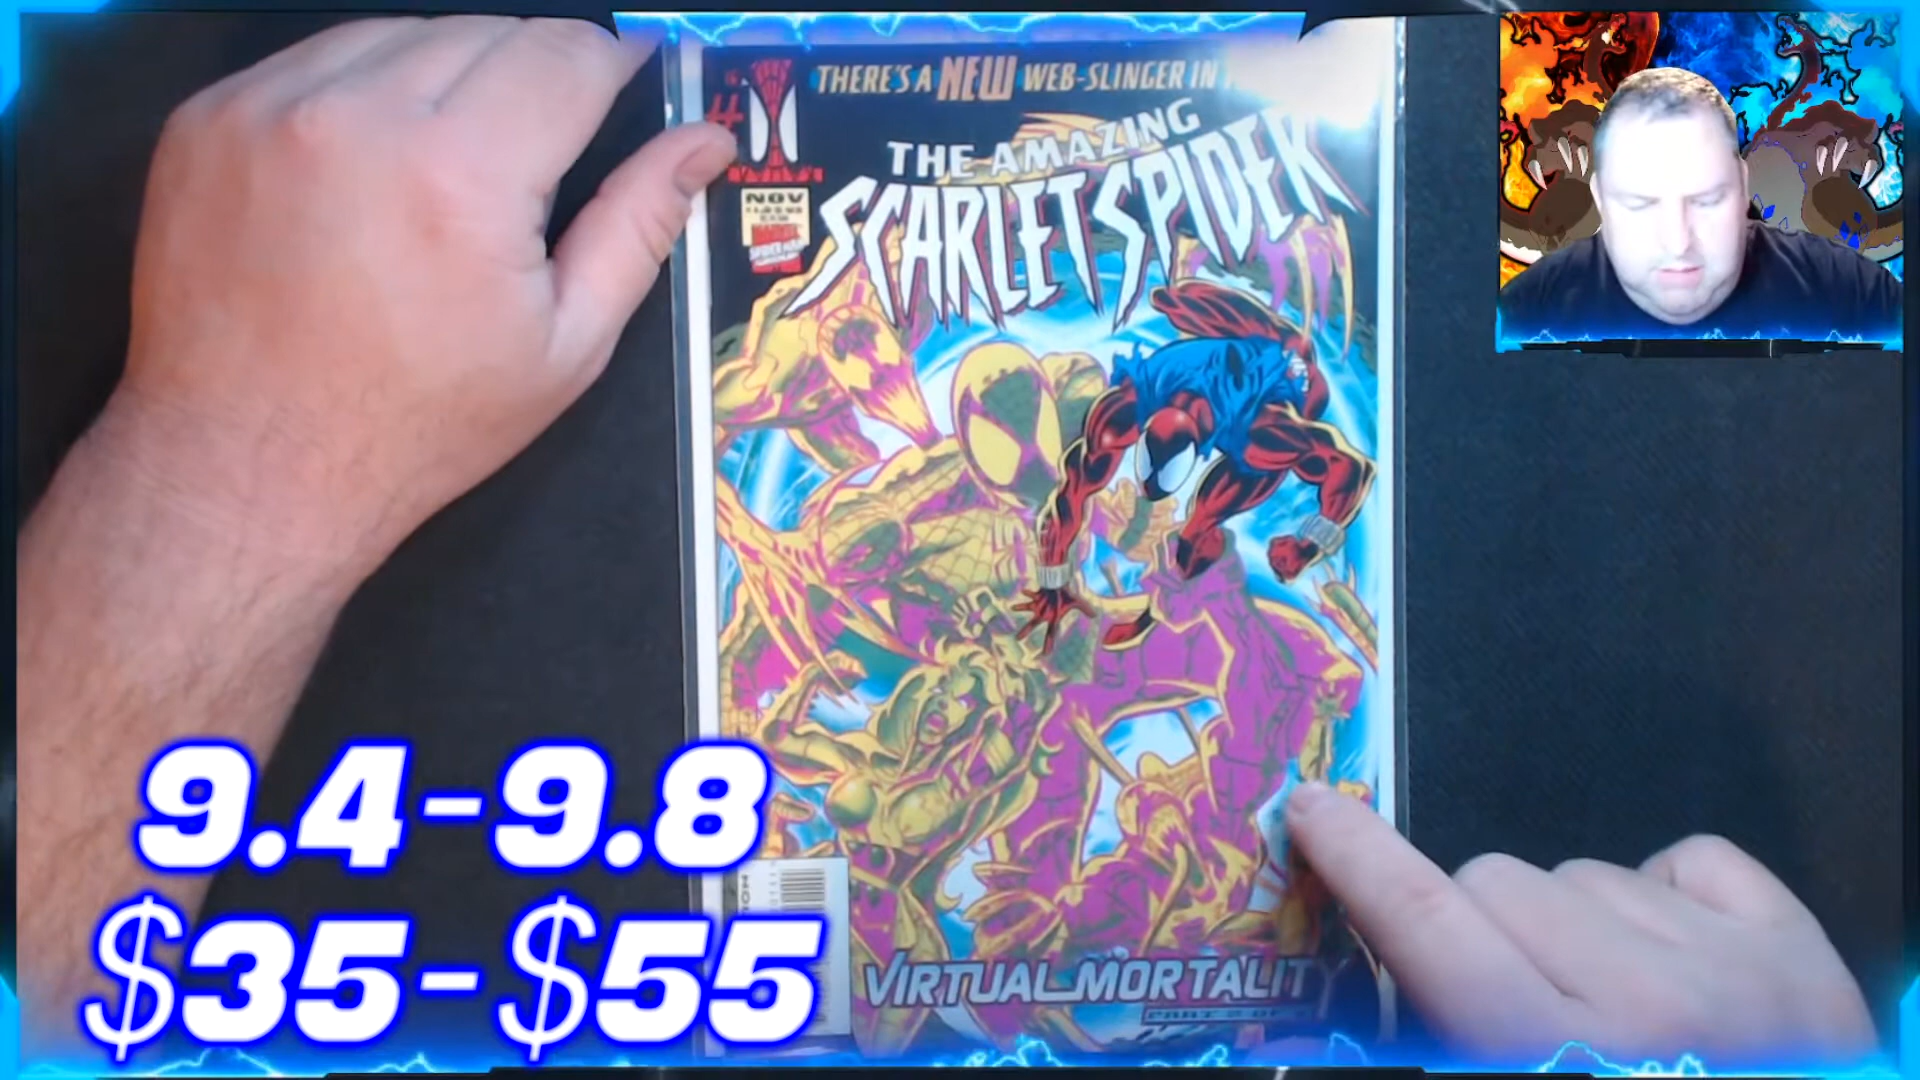 THERE'S A NEW WEB-SLINGER IN
THE AMAZING
SCARLET SPIDER
#1
NOV
MARVEL
VIRTUAL MORTALITY
9.4-9.8
$35-$55